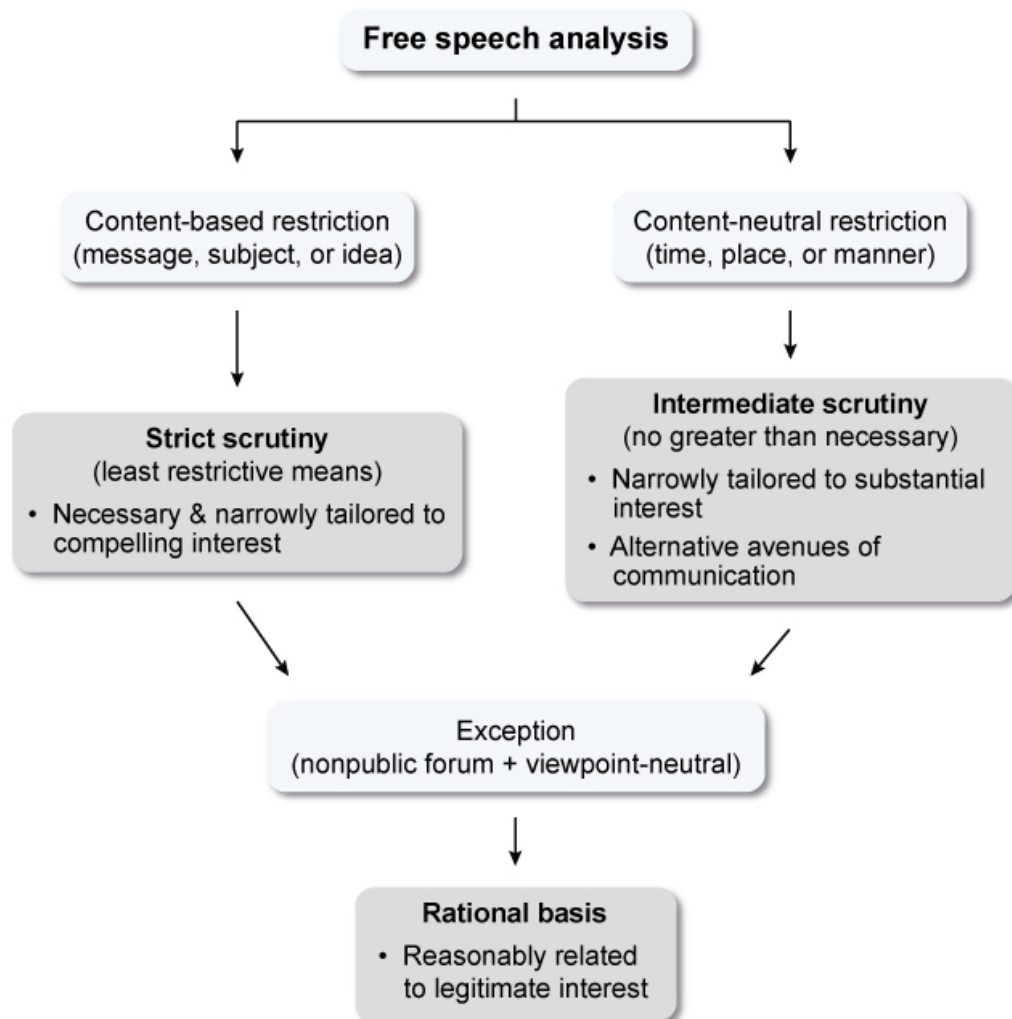 Free speech analysis
Content-based restriction
(message, subject, or idea)
Content-neutral restriction
(time, place, or manner)
Strict scrutiny
(least restrictive means)
• Necessary & narrowly tailored to
compelling interest
Intermediate scrutiny
(no greater than necessary)
• Narrowly tailored to substantial
interest
• Alternative avenues of
communication
Exception
(nonpublic forum + viewpoint-neutral)
Rational basis
• Reasonably related
to legitimate interest